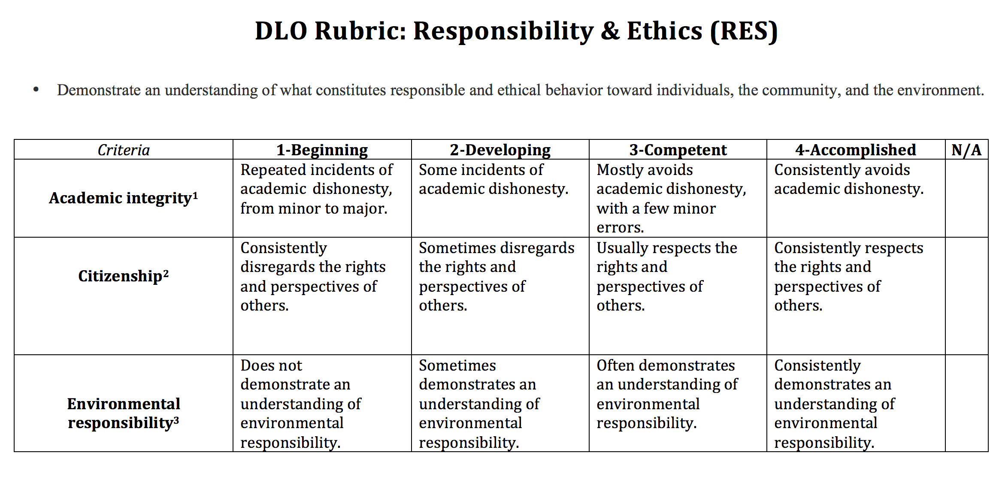 DLO Rubric: Responsibility & Ethics (RES)
• Demonstrate an understanding of what constitutes responsible and ethical behavior toward individuals, the community, and the environment.
Criteria
1-Beginning
2-Developing
3-Competent
4-Accomplished
N/A
Academic integrity¹
Repeated incidents of
academic dishonesty,
from minor to major.
Some incidents of
academic dishonesty.
Mostly avoids
academic dishonesty,
with a few minor
errors.
Consistently avoids
academic dishonesty.
Citizenship²
Consistently
disregards the rights
and perspectives of
others.
Sometimes disregards
the rights and
perspectives of
others.
Usually respects the
rights and
perspectives of
others.
Consistently respects
the rights and
perspectives of
others.
Environmental
responsibility³
Does not
demonstrate an
understanding of
environmental
responsibility.
Sometimes
demonstrates an
understanding of
environmental
responsibility.
Often demonstrates
an understanding of
environmental
responsibility.
Consistently
demonstrates an
understanding of
environmental
responsibility.